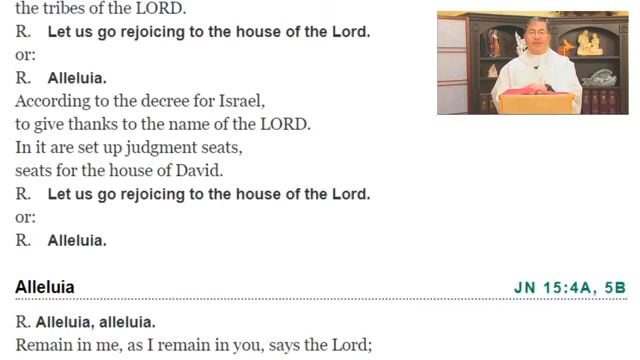 the tribes of the LORD.
R. Let us go rejoicing to the house of the Lord.
or:
R. Alleluia.
According to the decree for Israel,
to give thanks to the name of the LORD.
In it are set up judgment seats,
seats for the house of David.
R. Let us go rejoicing to the house of the Lord.
or:
R. Alleluia.
Alleluia JN 15:4A, 5B
R. Alleluia, alleluia.
Remain in me, as I remain in you, says the Lord;